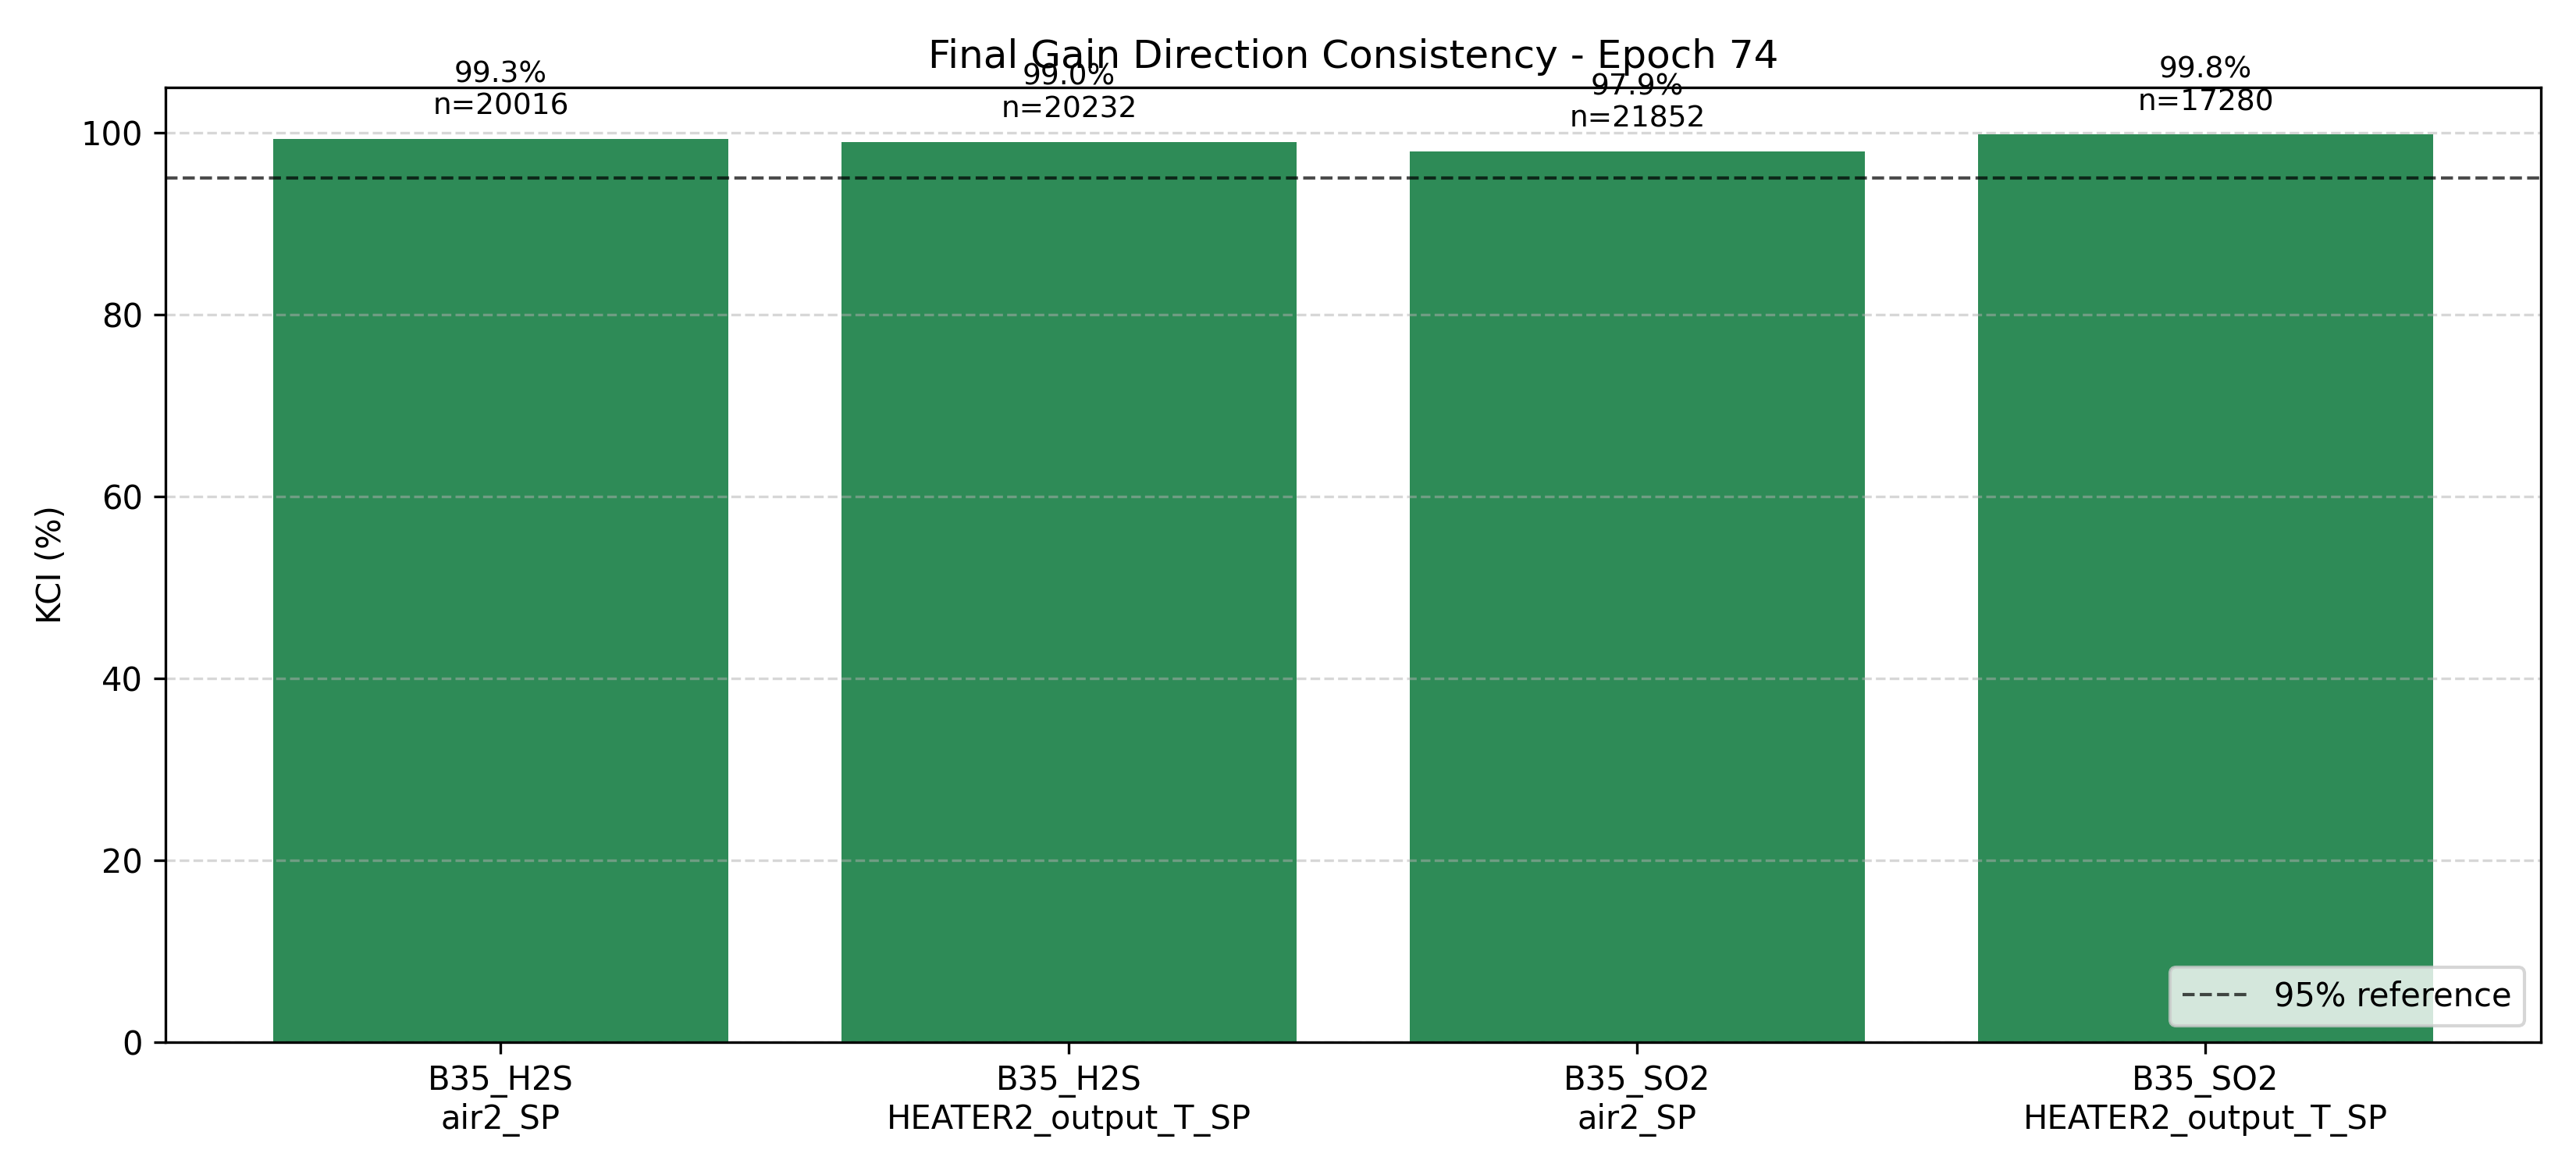 Final Gain Direction Consistency - Epoch 74
99.3%
n=20016
99.0%
n=20232
97.9%
n=21852
99.8%
n=17280
KCI (%)
100
80
60
40
20
0
95% reference
B35_H2S
air2_SP
B35_H2S
HEATER2_output_T_SP
B35_SO2
air2_SP
B35_SO2
HEATER2_output_T_SP